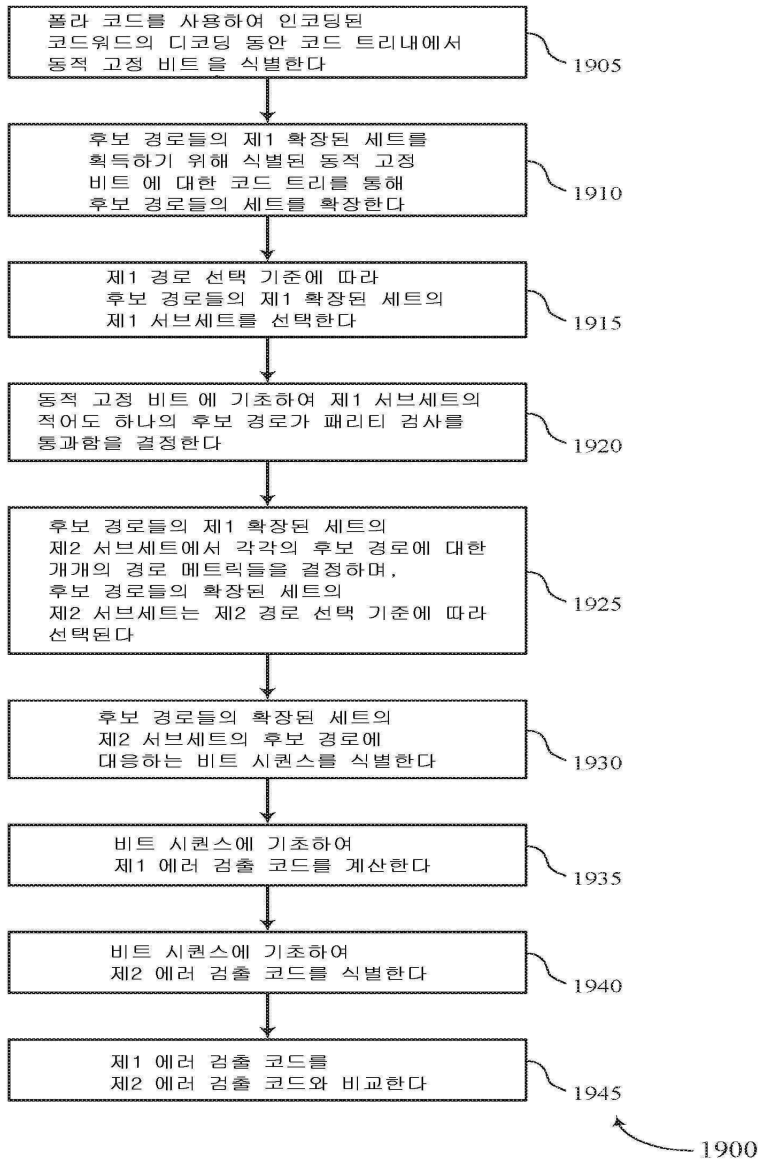 폴라 코드를 사용하여 인코딩된
코드워드의 디코딩 동안 코드 트리내에서
동적 고정 비트를 식별한다
1905
후보 경로들의 제1 확장된 세트를
획득하기 위해 식별된 동적 고정
비트 에 대한 코드 트리를 통해
후보 경로들의 세트를 확장한다
1910
제1 경로 선택 기준에 따라
후보 경로들의 제1 확장된 세트의
제1 서브세트를 선택한다
1915
동적 고정 비트 에 기초하여 제1 서브세트의
적어도 하나의 후보 경로가 패리티 검사를
통과함을 결정한다
1920
후보 경로들의 제1 확장된 세트의
제2 서브세트에서 각각의 후보 경로에 대한
개개의 경로 메트릭들을 결정하며,
후보 경로들의 확장된 세트의
제2 서브세트는 제2 경로 선택 기준에 따라
선택된다
1925
후보 경로들의 확장된 세트의
제2 서브세트의 후보 경로에
대응하는 비트 시퀀스를 식별한다
1930
비트 시퀀스에 기초하여
제1 에러 검출 코드를 계산한다
1935
비트 시퀀스에 기초하여
제2 에러 검출 코드를 식별한다
1940
제1 에러 검출 코드를
제2 에러 검출 코드와 비교한다
1945
1900